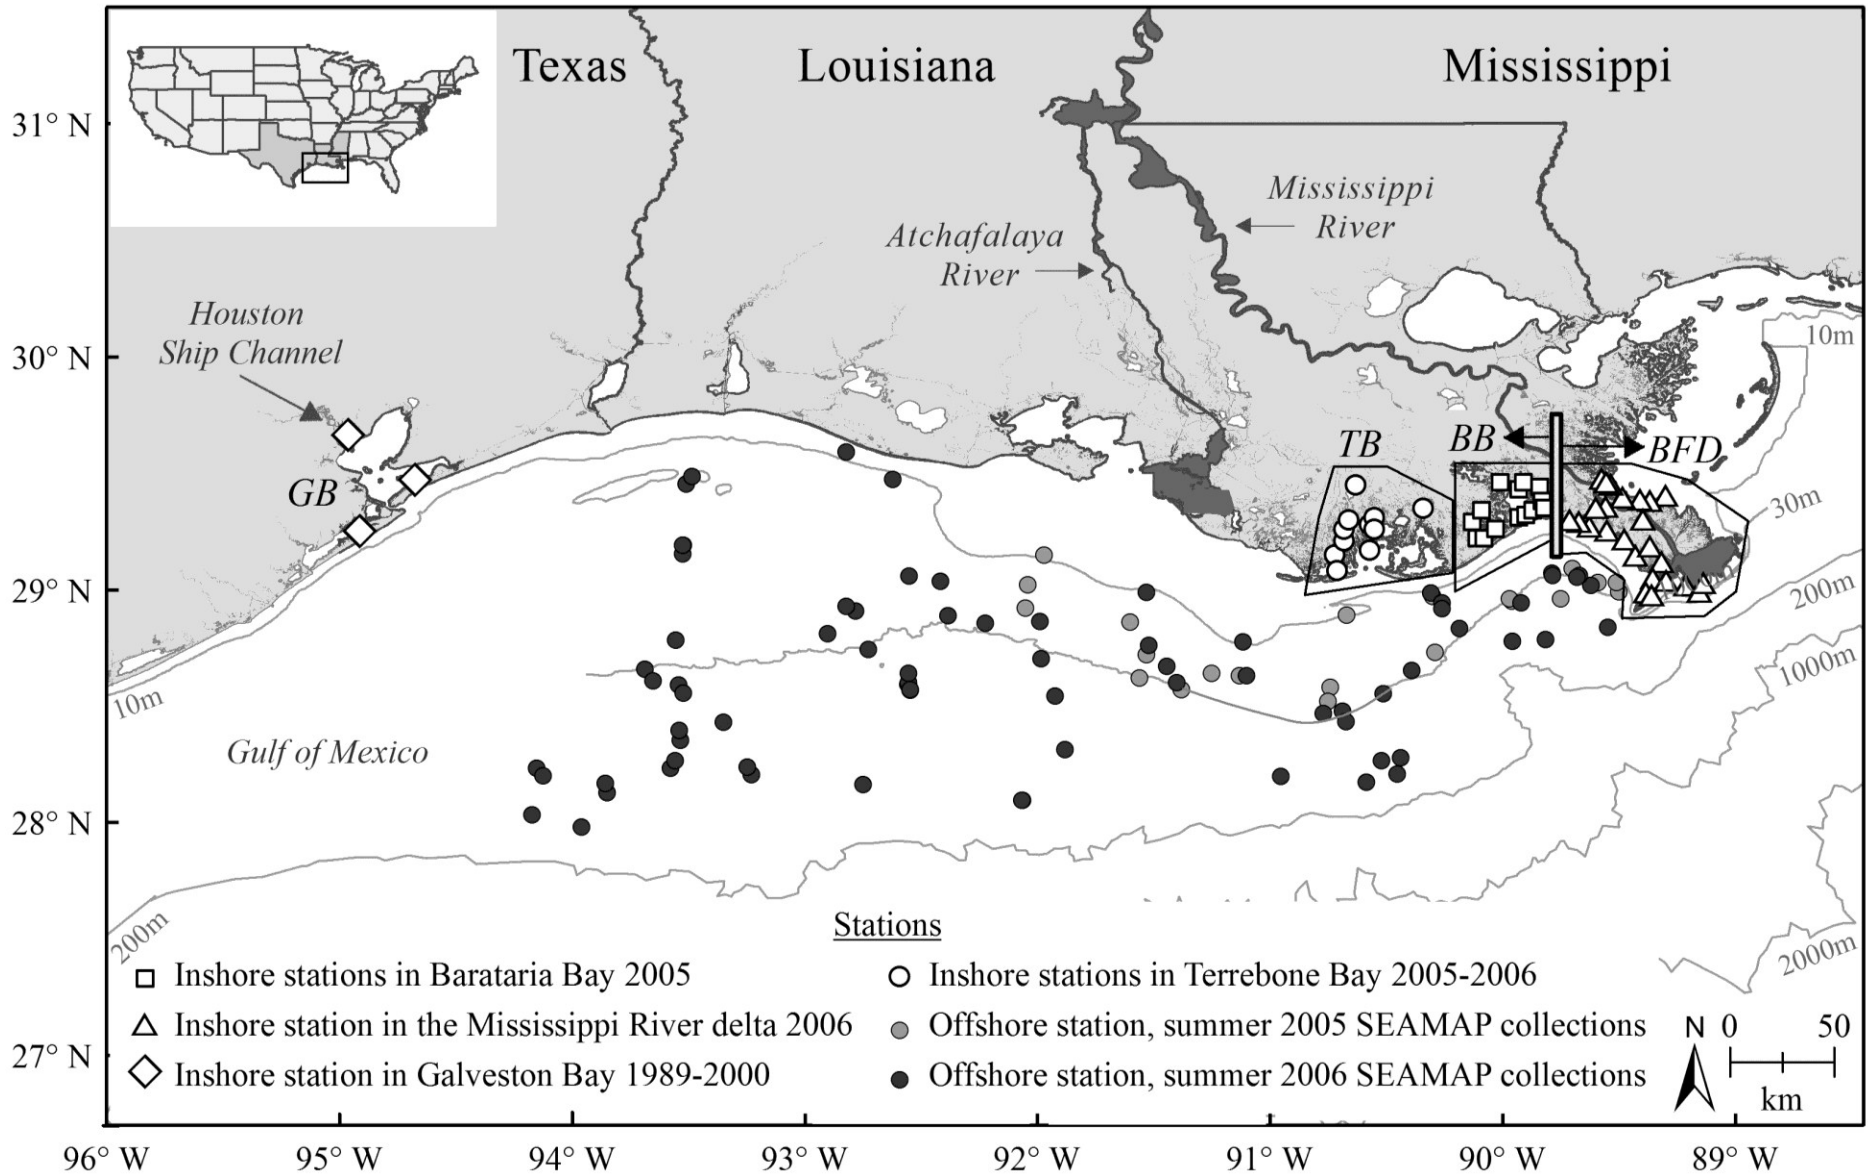 Texas
Louisiana
Mississippi
31° N
Mississippi
River
Atchafalaya
River
Houston
Ship Channel
30° N
10m
TB
BB
BFD
GB
30m
29° N
200m
1000m
10m
Gulf of Mexico
28° N
200m
2000m
Stations
Inshore stations in Barataria Bay 2005
Inshore station in the Mississippi River delta 2006
Inshore station in Galveston Bay 1989-2000
Inshore stations in Terrebone Bay 2005-2006
Offshore station, summer 2005 SEAMAP collections
Offshore station, summer 2006 SEAMAP collections
N
0
50
km
27° N
96° W
95° W
94° W
93° W
92° W
91° W
90° W
89° W